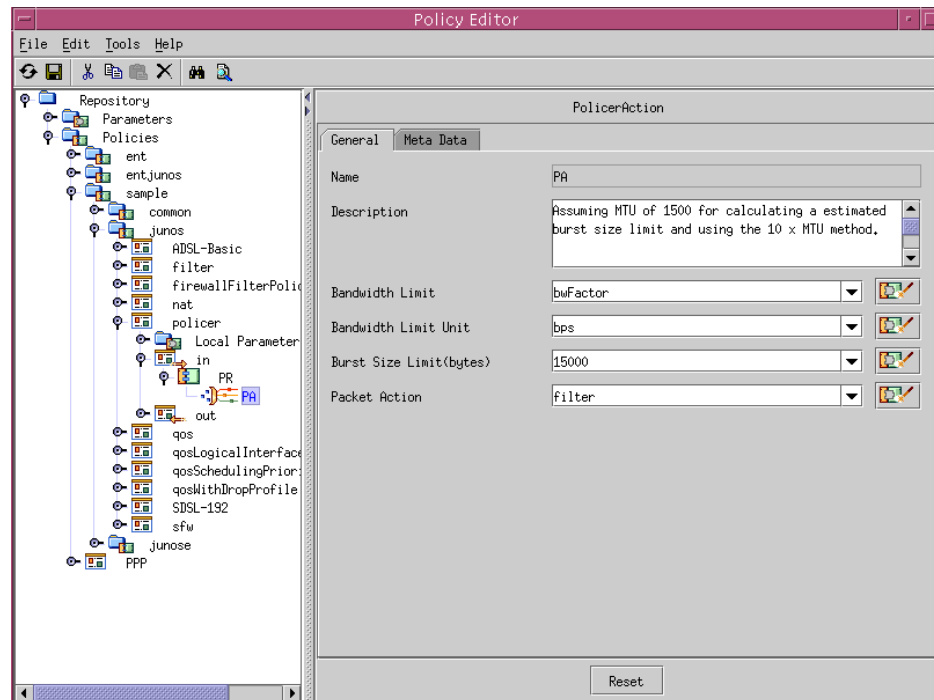 Policy Editor
File Edit Tools Help
Repository
Parameters
Policies
ent
entjunos
sample
common
junos
ADSL-Basic
filter
firewallFilterPolic
nat
policer
Local Parameter
in
PR
PA
out
qos
qosLogicalInterface
qosSchedulingPrior
qosWithDropProfile
SDSL-192
sfw
junose
PPP
PolicerAction
General Meta Data
Name PA
Description Assuming MTU of 1500 for calculating a estimated
burst size limit and using the 10 x MTU method.
Bandwidth Limit bwFactor
Bandwidth Limit Unit bps
Burst Size Limit(bytes) 15000
Packet Action filter
Reset